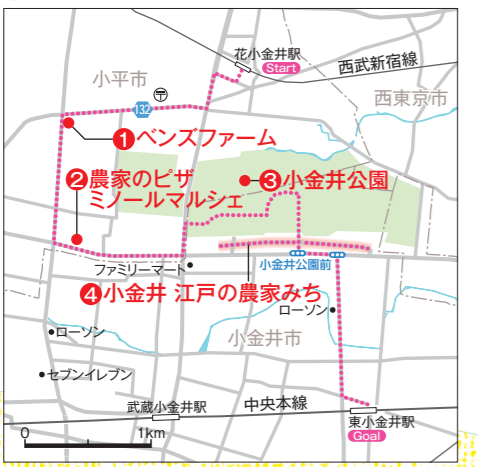 花小金井駅
Start
西武新宿線
小平市
〒
132
西東京市
❶ベンズファーム
❷農家のピザ
ミノールマルシェ
❸小金井公園
ファミリーマート
小金井公園前
❹小金井 江戸の農家みち
ローソン
小金井市
ローソン
セブンイレブン
武蔵小金井駅
中央本線
東小金井駅
Goal
0
1km